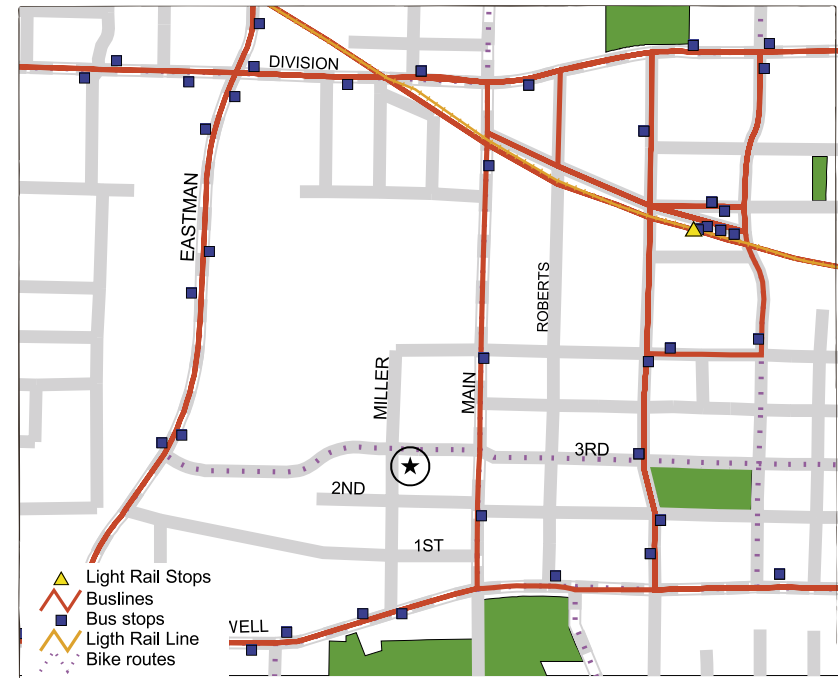 DIVISION
EASTMAN
ROBERTS
MILLER
MAIN
3RD
2ND
1ST
WELL
Light Rail Stops
Buslines
Bus stops
Ligth Rail Line
Bike routes